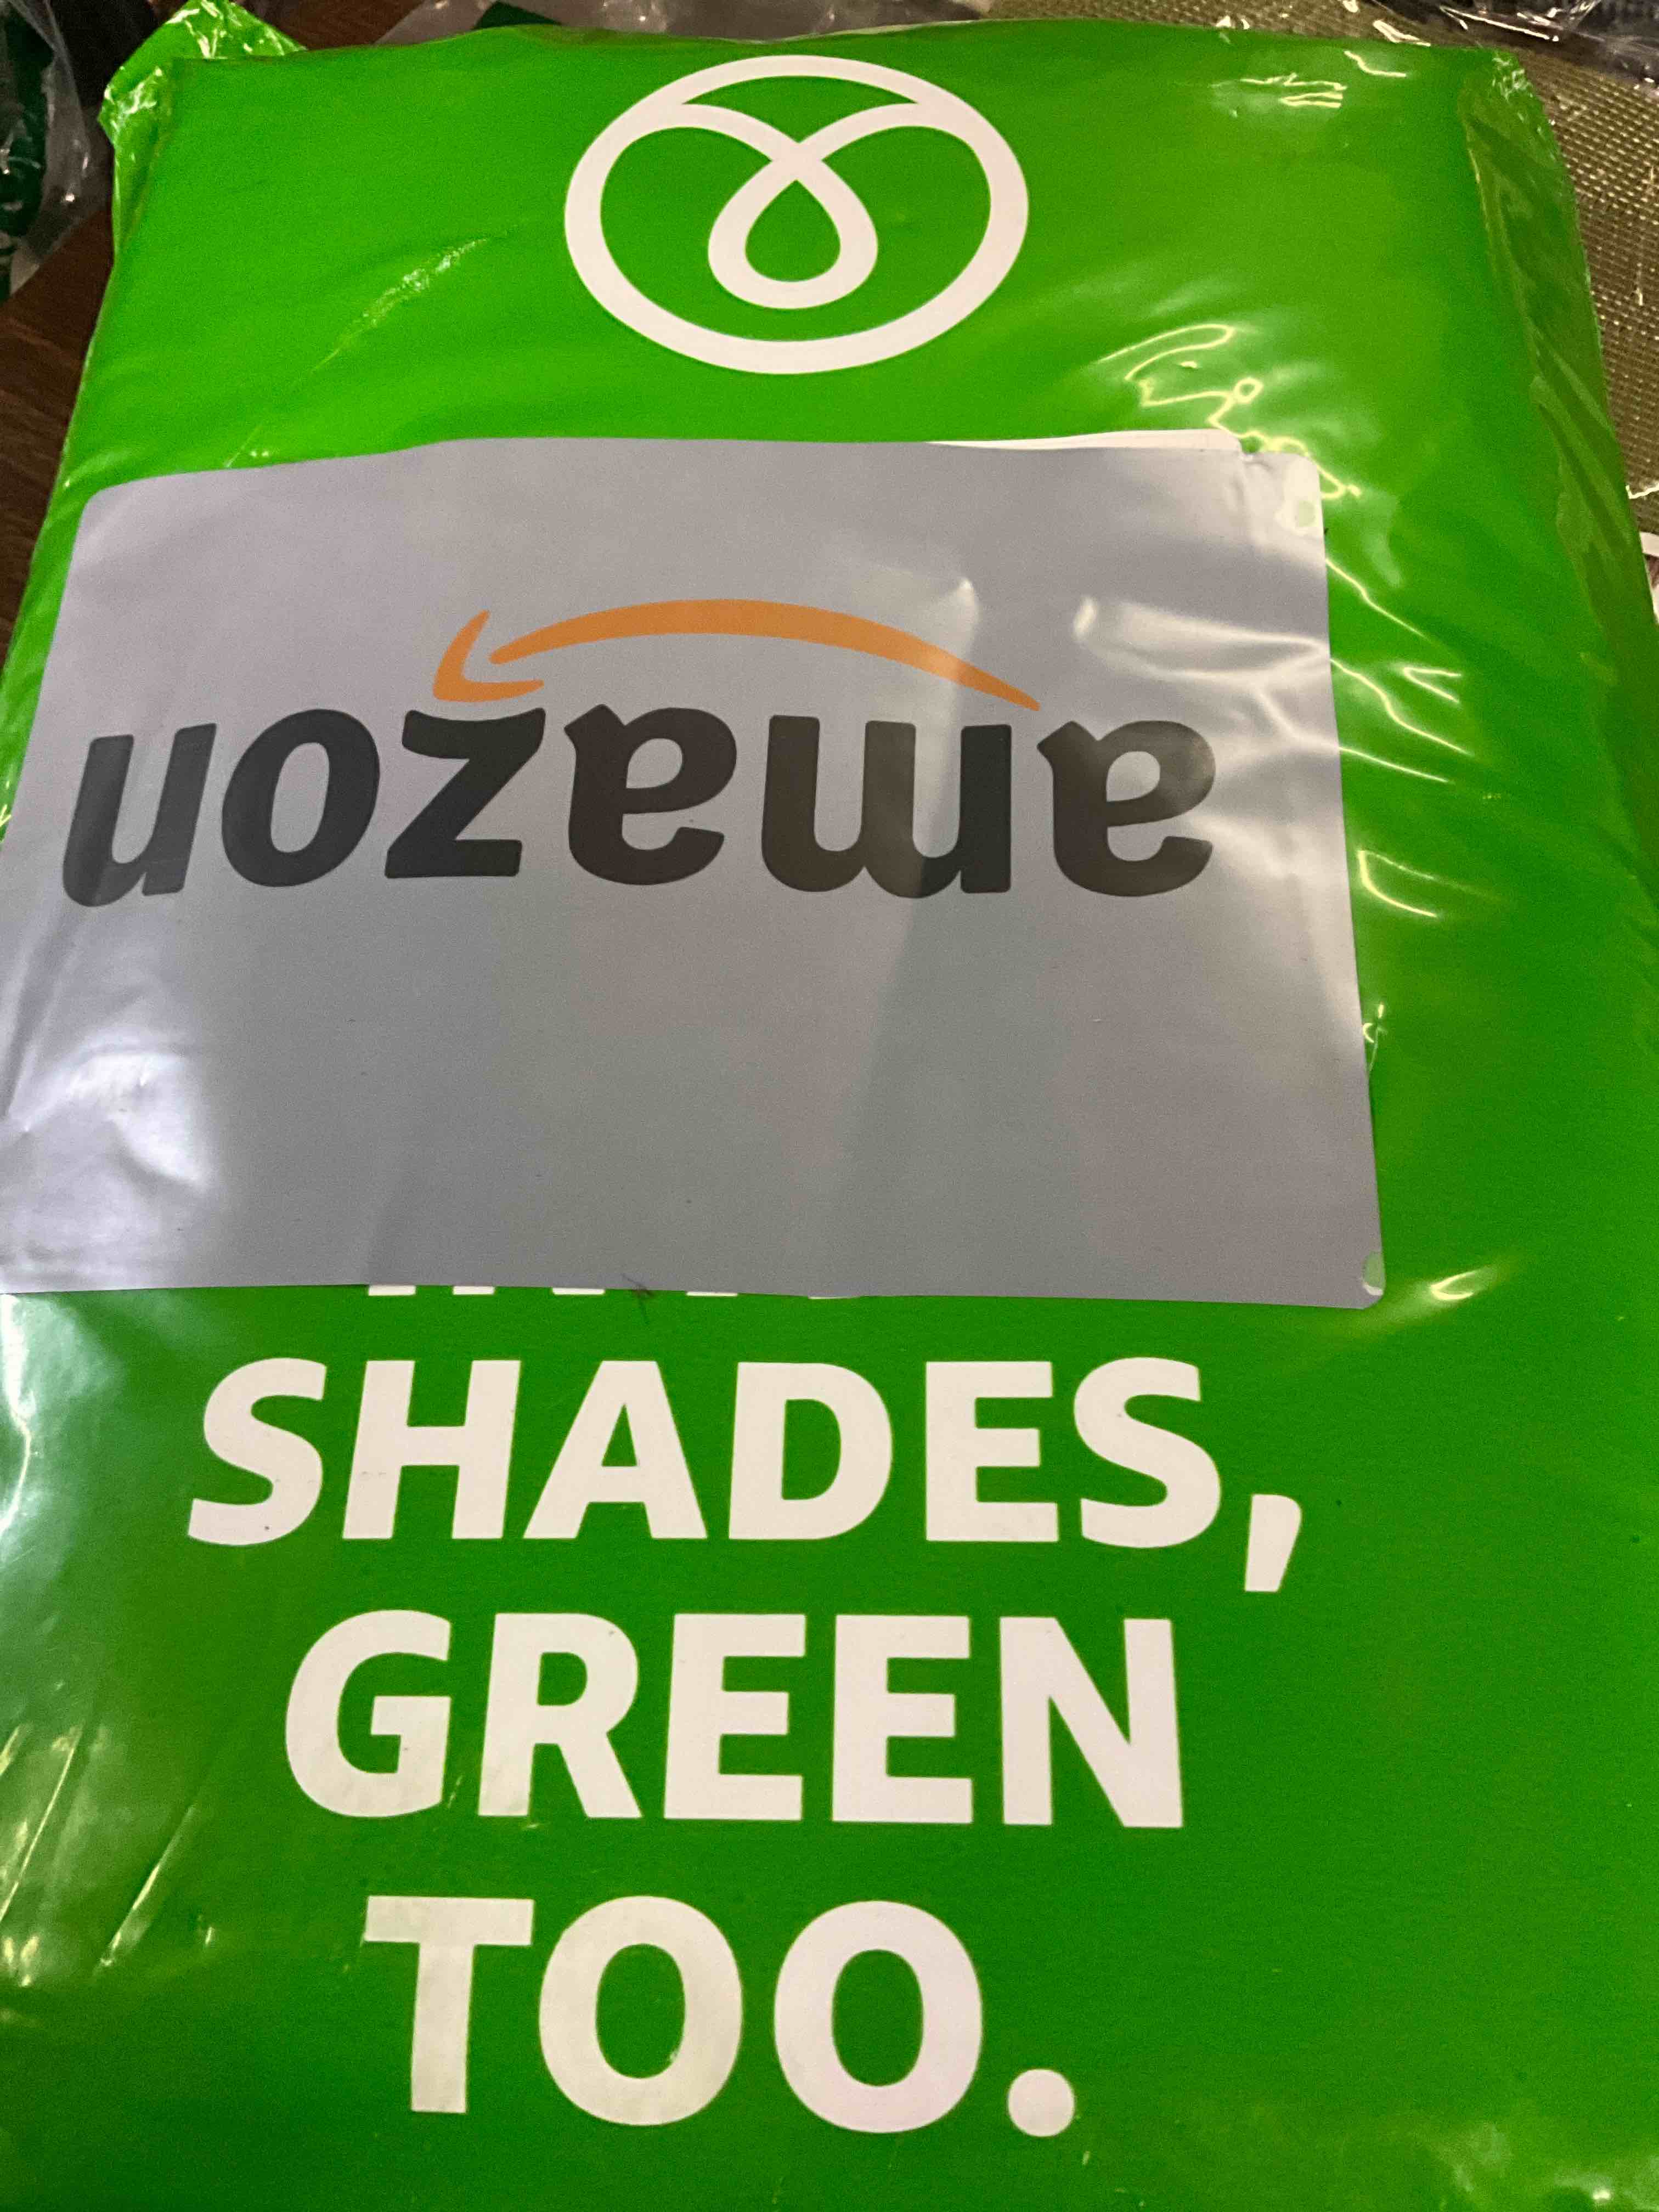 amazon
SHADES,
GREEN
TOO.